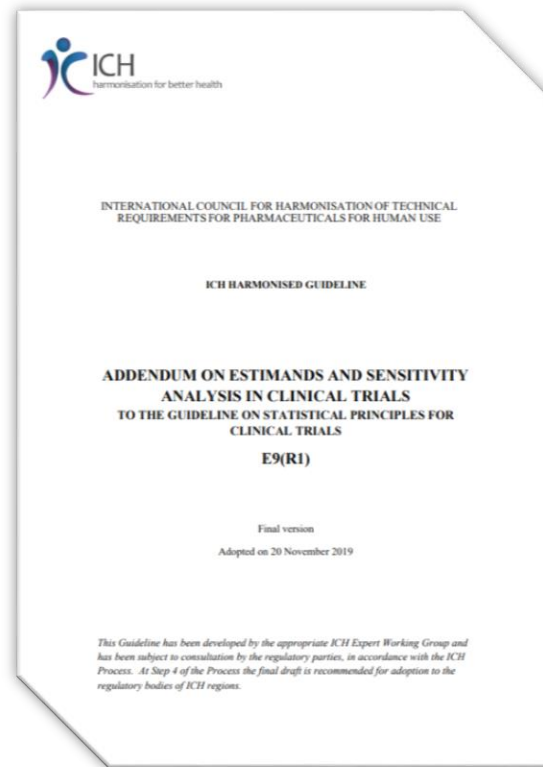 ICH
harmonisation for better health
INTERNATIONAL COUNCIL FOR HARMONISATION OF TECHNICAL
REQUIREMENTS FOR PHARMACEUTICALS FOR HUMAN USE
ICH HARMONISED GUIDELINE
ADDENDUM ON ESTIMANDS AND SENSITIVITY
ANALYSIS IN CLINICAL TRIALS
TO THE GUIDELINE ON STATISTICAL PRINCIPLES FOR
CLINICAL TRIALS
E9(R1)
Final version
Adopted on 20 November 2019
This Guideline has been developed by the appropriate ICH Expert Working Group and
has been subject to consultation by the regulatory parties, in accordance with the ICH
Process. At Step 4 of the Process the final draft is recommended for adoption to the
regulatory bodies of ICH regions.